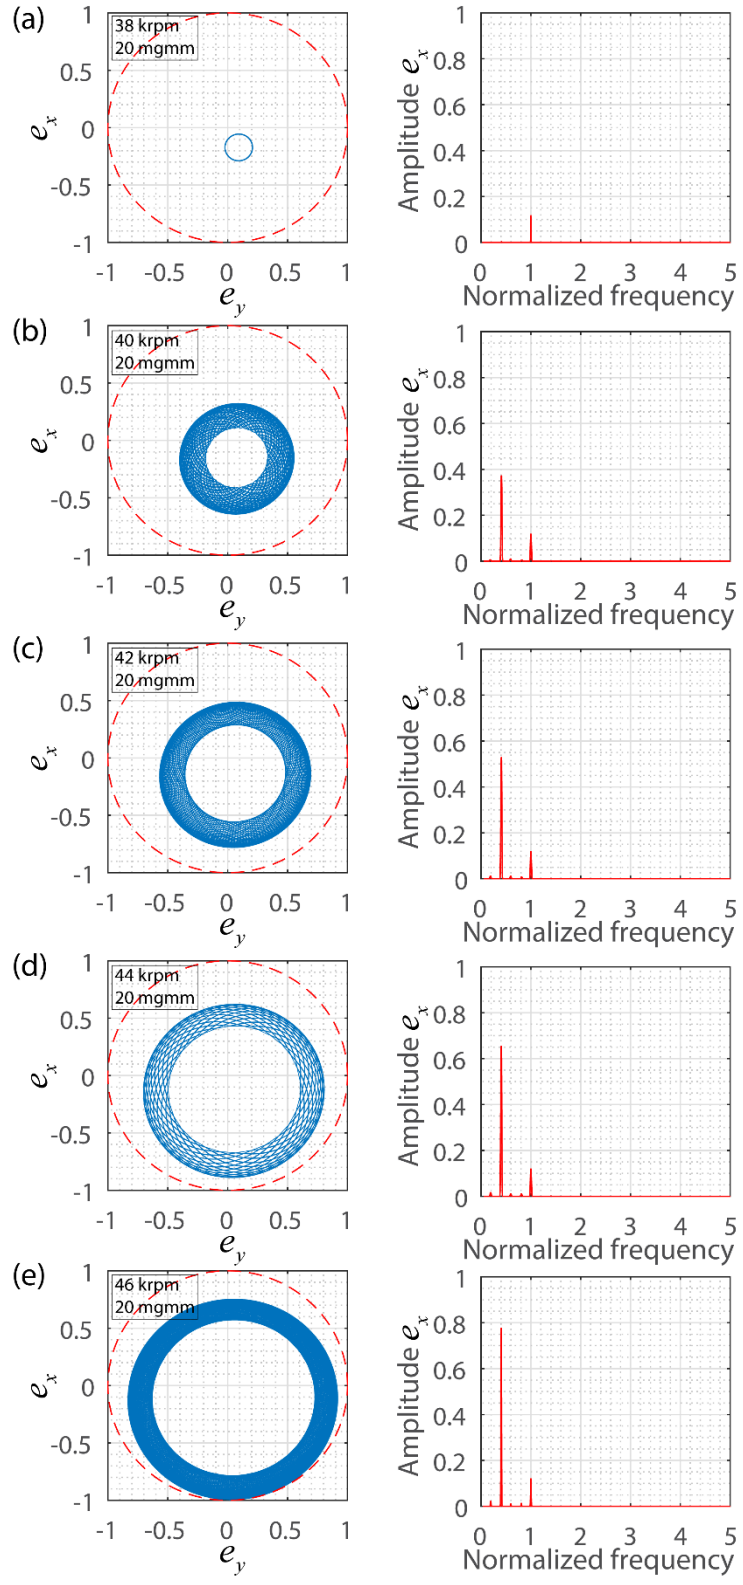 (a)
38 krpm
20 mgmm
1
0.5
0
-0.5
-1
-1 -0.5 0 0.5 1
e_x
e_y
1
0.8
0.6
0.4
0.2
0
0 1 2 3 4 5
Amplitude e_x
Normalized frequency
(b)
40 krpm
20 mgmm
1
0.5
0
-0.5
-1
-1 -0.5 0 0.5 1
e_x
e_y
1
0.8
0.6
0.4
0.2
0
0 1 2 3 4 5
Amplitude e_x
Normalized frequency
(c)
42 krpm
20 mgmm
1
0.5
0
-0.5
-1
-1 -0.5 0 0.5 1
e_x
e_y
1
0.8
0.6
0.4
0.2
0
0 1 2 3 4 5
Amplitude e_x
Normalized frequency
(d)
44 krpm
20 mgmm
1
0.5
0
-0.5
-1
-1 -0.5 0 0.5 1
e_x
e_y
1
0.8
0.6
0.4
0.2
0
0 1 2 3 4 5
Amplitude e_x
Normalized frequency
(e)
46 krpm
20 mgmm
1
0.5
0
-0.5
-1
-1 -0.5 0 0.5 1
e_x
e_y
1
0.8
0.6
0.4
0.2
0
0 1 2 3 4 5
Amplitude e_x
Normalized frequency